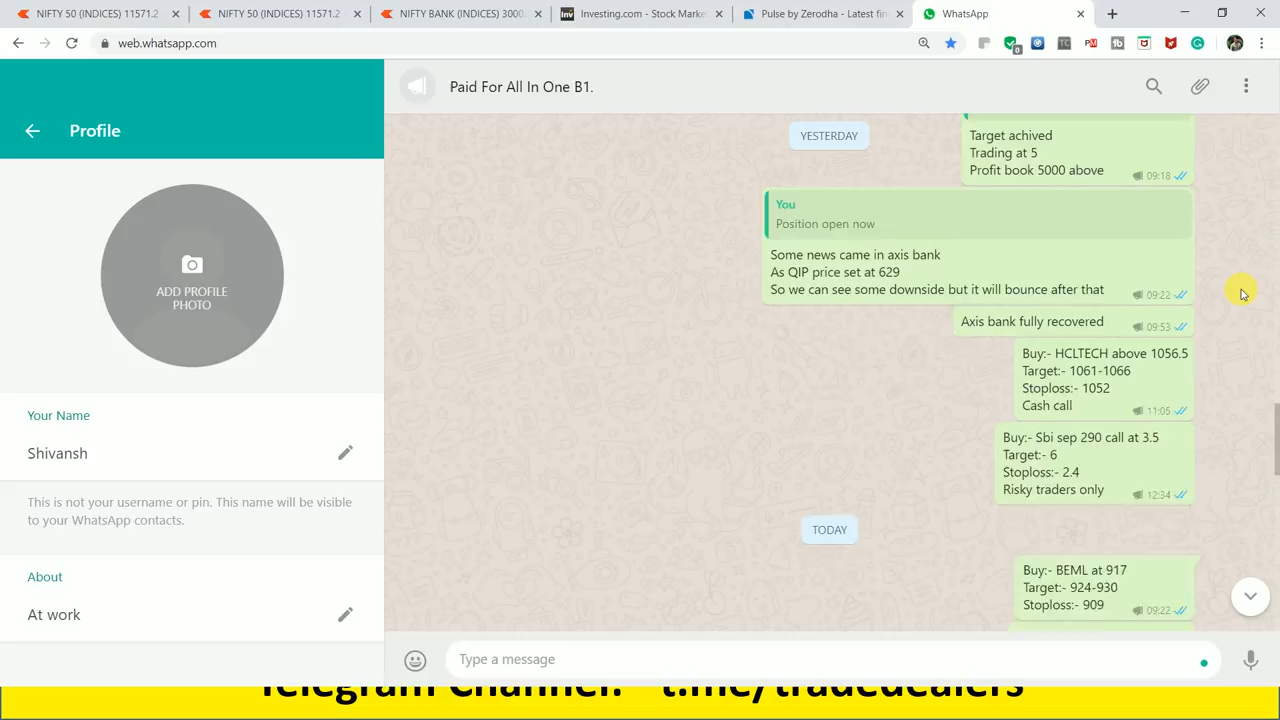 NIFTY 50 (INDICES) 11571.2
NIFTY 50 (INDICES) 11571.2
NIFTY BANK (INDICES) 3000.
Investing.com - Stock Marke
Pulse by Zerodha - Latest fin
WhatsApp
web.whatsapp.com
Profile
ADD PROFILE
PHOTO
Your Name
Shivansh
This is not your username or pin. This name will be visible
to your WhatsApp contacts.
About
At work
Paid For All In One B1.
YESTERDAY
Target achived
Trading at 5
Profit book 5000 above
09:18
You
Position open now
Some news came in axis bank
As QIP price set at 629
So we can see some downside but it will bounce after that
09:22
Axis bank fully recovered
09:53
Buy:- HCLTECH above 1056.5
Target:- 1061-1066
Stoploss:- 1052
Cash call
11:05
Buy:- Sbi sep 290 call at 3.5
Target:- 6
Stoploss:- 2.4
Risky traders only
12:34
TODAY
Buy:- BEML at 917
Target:- 924-930
Stoploss:- 909
09:22
Type a message
Telegram Channel: - t.me/tradedealers